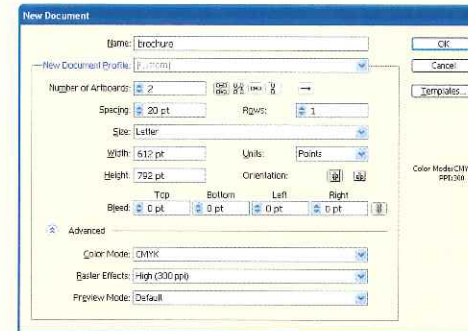 New Document
Name: brochure OK
New Document Profile: [Custom] Cancel
Number of Artboards: 2 Templates...
Spacing: 20 pt Rows: 1
Size: Letter
Width: 612 pt Units: Points
Height: 792 pt Orientation: Color Mode:CMY
PPI:300
Top Bottom Left Right
Bleed: 0 pt 0 pt 0 pt 0 pt
Advanced
Color Mode: CMYK
Raster Effects: High (300 ppi)
Preview Mode: Default